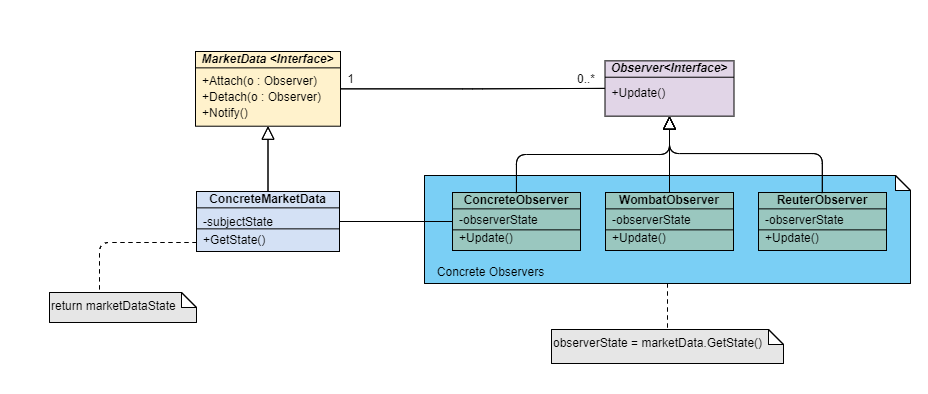 MarketData <Interface>
+Attach(o : Observer)
+Detach(o : Observer)
+Notify()
1
0..*
Observer<Interface>
+Update()
ConcreteMarketData
-subjectState
+GetState()
ConcreteObserver
-observerState
+Update()
WombatObserver
-observerState
+Update()
ReuterObserver
-observerState
+Update()
Concrete Observers
return marketDataState
observerState = marketData.GetState()